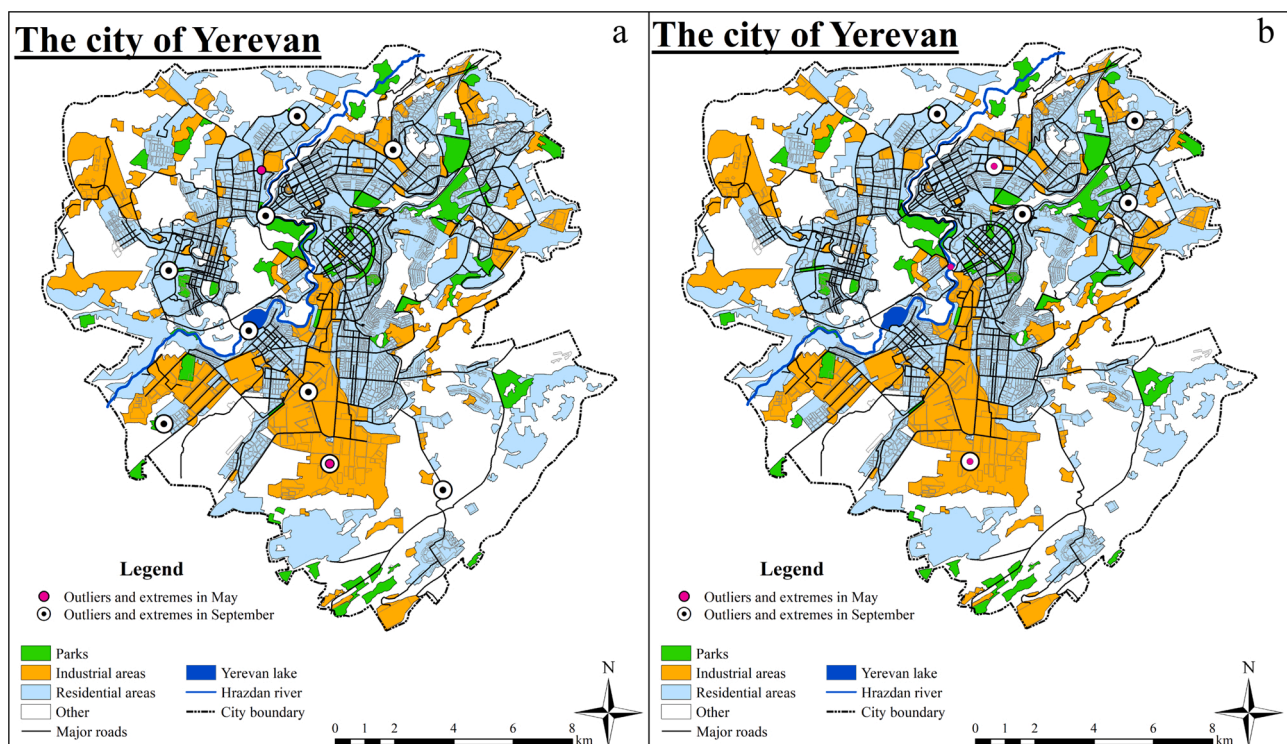 The city of Yerevan
a
Legend
Outliers and extremes in May
Outliers and extremes in September
Parks
Industrial areas
Residential areas
Other
Major roads
Yerevan lake
Hrazdan river
City boundary
N
0 1 2 4 6 8
km
The city of Yerevan
b
Legend
Outliers and extremes in May
Outliers and extremes in September
Parks
Industrial areas
Residential areas
Other
Major roads
Yerevan lake
Hrazdan river
City boundary
N
0 1 2 4 6 8
km